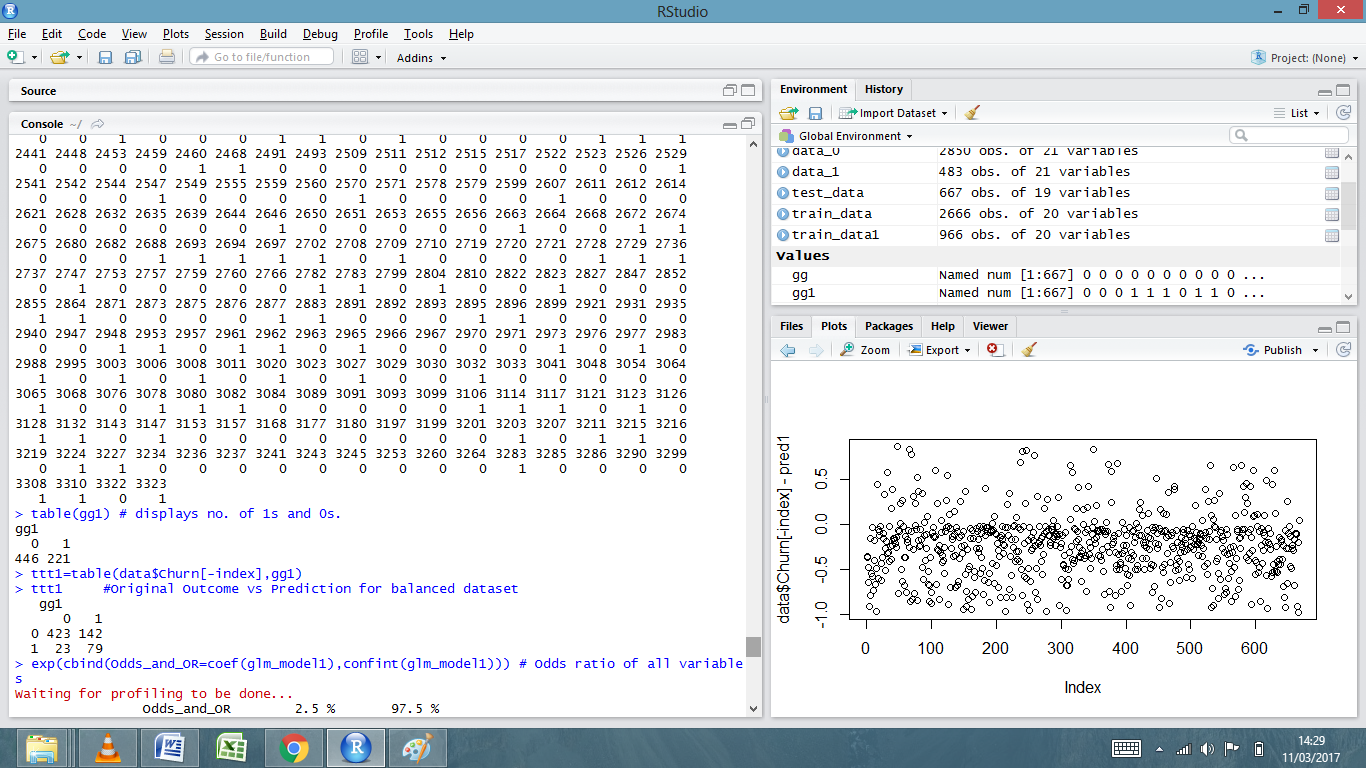 RStudio
File Edit Code View Plots Session Build Debug Profile Tools Help
Go to file/function Addins Project: (None)
Source
Console ~/
0 0 1 0 0 0 1 1 0 1 0 0 0 0 1 1 1
2441 2448 2453 2459 2460 2468 2491 2493 2509 2511 2512 2515 2517 2522 2523 2526 2529
0 0 0 0 1 1 0 0 0 0 0 0 0 0 0 0 1
2541 2542 2544 2547 2549 2555 2559 2560 2570 2571 2578 2579 2599 2607 2611 2612 2614
0 0 0 1 0 0 0 0 1 0 0 0 0 1 0 0 0
2621 2628 2632 2635 2639 2644 2646 2650 2651 2653 2655 2656 2663 2664 2668 2672 2674
0 0 0 0 0 0 1 0 0 0 0 0 1 0 0 1 1
2675 2680 2682 2688 2693 2694 2697 2702 2708 2709 2710 2719 2720 2721 2728 2729 2736
0 0 0 1 1 1 1 1 0 1 0 0 0 0 1 1 0
2737 2747 2753 2757 2759 2760 2766 2782 2783 2799 2804 2810 2822 2823 2827 2847 2852
0 1 0 0 0 0 0 1 1 0 1 0 0 1 0 0 0
2855 2864 2871 2873 2875 2876 2877 2883 2891 2892 2893 2895 2896 2899 2921 2931 2935
1 1 0 0 0 1 1 0 0 0 0 1 1 0 0 0 0
2940 2947 2948 2953 2957 2961 2962 2963 2965 2966 2967 2970 2971 2973 2976 2977 2983
0 0 1 1 0 1 1 1 0 0 0 0 0 1 0 1 0
2988 2995 3003 3006 3008 3011 3020 3023 3027 3029 3030 3032 3033 3041 3048 3054 3064
1 0 1 0 1 0 1 0 1 0 0 1 0 0 0 0 0
3065 3068 3076 3078 3080 3082 3084 3089 3091 3093 3099 3106 3114 3117 3121 3123 3126
1 0 0 1 1 1 0 0 0 0 0 1 1 1 0 1 0
3128 3132 3143 3147 3153 3157 3168 3177 3180 3197 3199 3201 3203 3207 3211 3215 3216
1 1 0 1 0 0 0 0 0 0 0 0 1 0 1 1 0
3219 3224 3227 3234 3236 3237 3241 3243 3245 3253 3260 3264 3283 3285 3286 3290 3299
0 1 1 0 0 0 0 0 0 0 0 0 1 0 0 0 0
3308 3310 3322 3323
1 1 0 1
> table(gg1) # displays no. of 1s and 0s.
gg1
0 1
446 221
> ttt1=table(data$Churn[-index],gg1)
> ttt1 #Original Outcome vs Prediction for balanced dataset
gg1
0 1
0 423 142
1 23 79
> exp(cbind(Odds_and_OR=coef(glm_model1),confint(glm_model1))) # Odds ratio of all variable
s
Waiting for profiling to be done...
Odds_and_OR 2.5 % 97.5 %
Environment History
Import Dataset List
Global Environment
data_0 2850 obs. of 21 variables
data_1 483 obs. of 21 variables
test_data 667 obs. of 19 variables
train_data 2666 obs. of 20 variables
train_data1 966 obs. of 20 variables
Values
gg Named num [1:667] 0 0 0 0 0 0 0 0 0 0 ...
gg1 Named num [1:667] 0 0 0 1 1 1 0 1 1 0 ...
Files Plots Packages Help Viewer
Zoom Export Publish
data$Churn[-index] - pred1
0.5
0.0
-0.5
-1.0
0 100 200 300 400 500 600
Index
14:29
11/03/2017